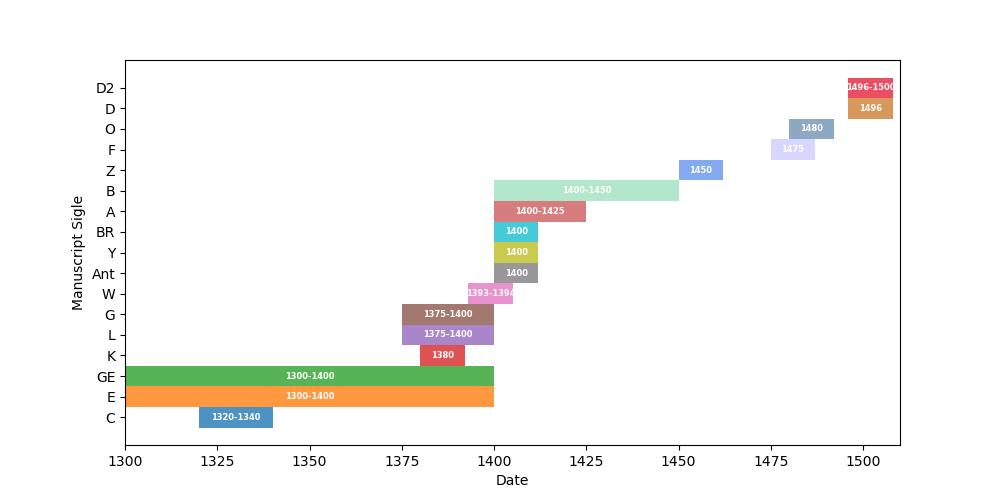 D2 1496-1500
D 1496
O 1480
F 1475
Z 1450
B 1400-1450
A 1400-1425
BR 1400
Y 1400
Ant 1400
W 1393-1394
G 1375-1400
L 1375-1400
K 1380
GE 1300-1400
E 1300-1400
C 1320-1340
Manuscript Sigle
1300 1325 1350 1375 1400 1425 1450 1475 1500
Date